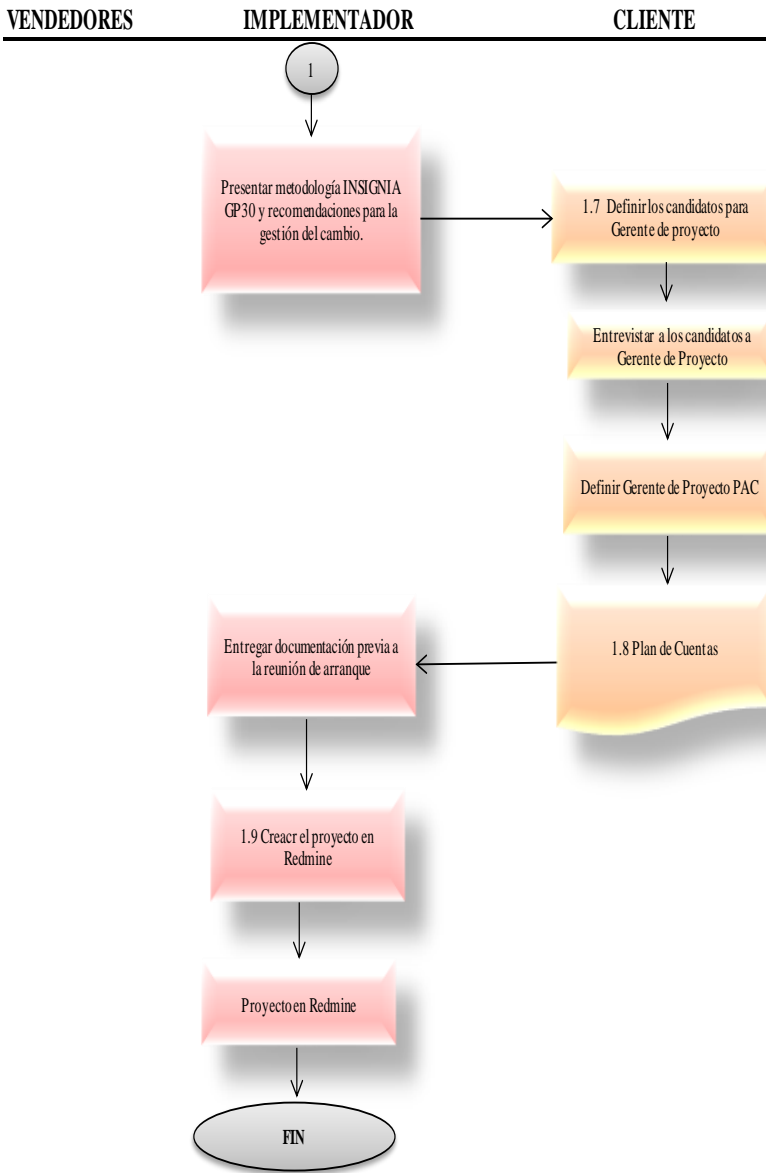 VENDEDORES IMPLEMENTADOR CLIENTE
1
Presentar metodología INSIGNIA
GP30 y recomendaciones para la
gestión del cambio.
1.7 Definir los candidatos para
Gerente de proyecto
Entrevistar a los candidatos a
Gerente de Proyecto
Definir Gerente de Proyecto PAC
1.8 Plan de Cuentas
Entregar documentación previa a
la reunión de arranque
1.9 Creacr el proyecto en
Redmine
Proyecto en Redmine
FIN